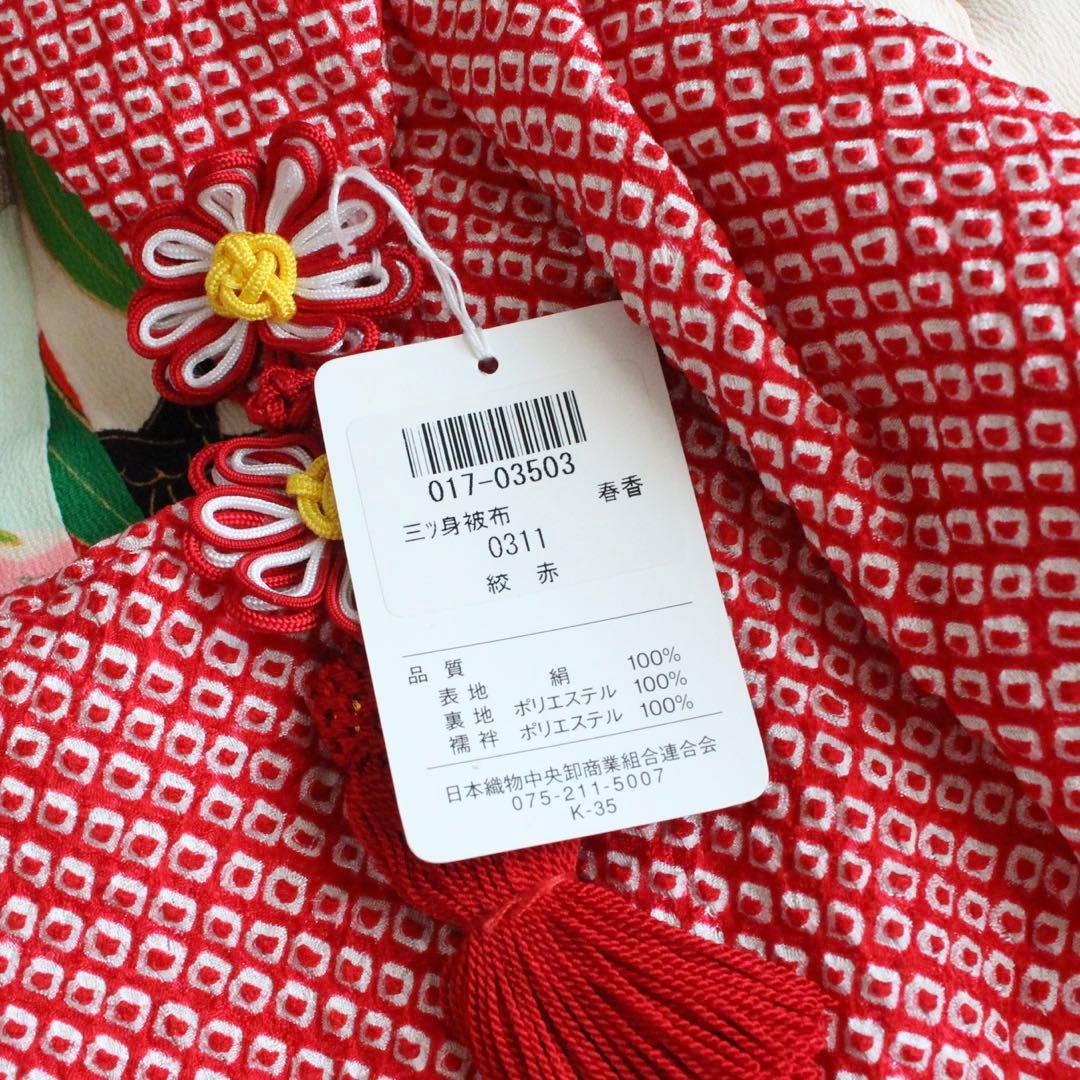 017-03503
春香
三ッ身被布
0311
絞 赤
品 質
表 地 絹 100%
裏 地 ポリエステル 100%
襦 袢 ポリエステル 100%
日本織物中央卸商業組合連合会
075-211-5007
K-35